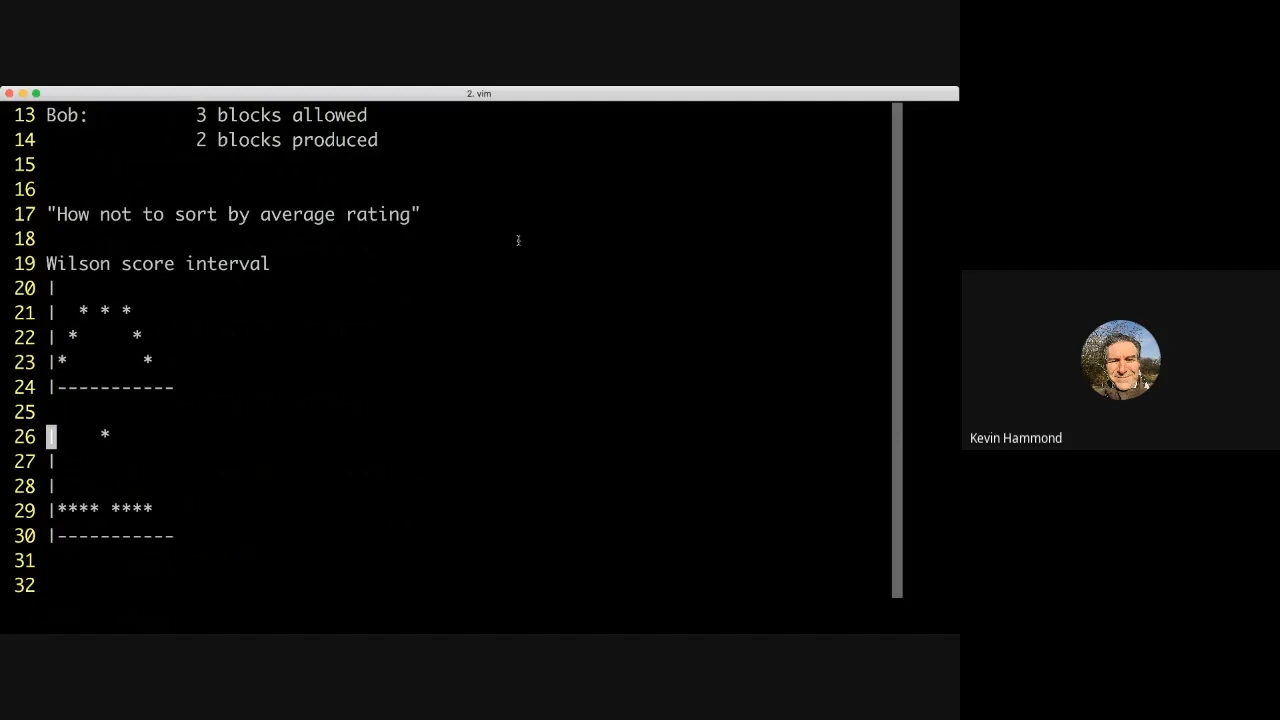 2. vim
13 Bob:          3 blocks allowed
14               2 blocks produced
15
16
17 "How not to sort by average rating"
18
19 Wilson score interval
20 |
21 |  * * *
22 | *     *
23 |*       *
24 |-----------
25
26 |    *
27 |
28 |
29 |**** ****
30 |-----------
31
32
Kevin Hammond